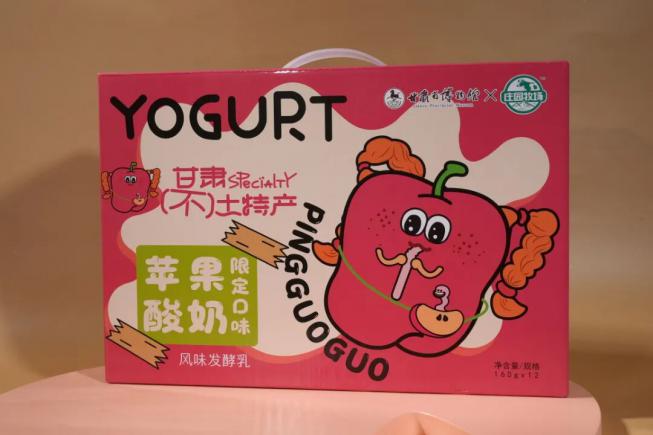 YOGURT
甘肃省博物馆 × 庄园牧场
甘肃 SPECIALTY
(不)土特产
PINGGUOGUO
苹果
酸奶
限定口味
风味发酵乳
净含量/规格
160g×12